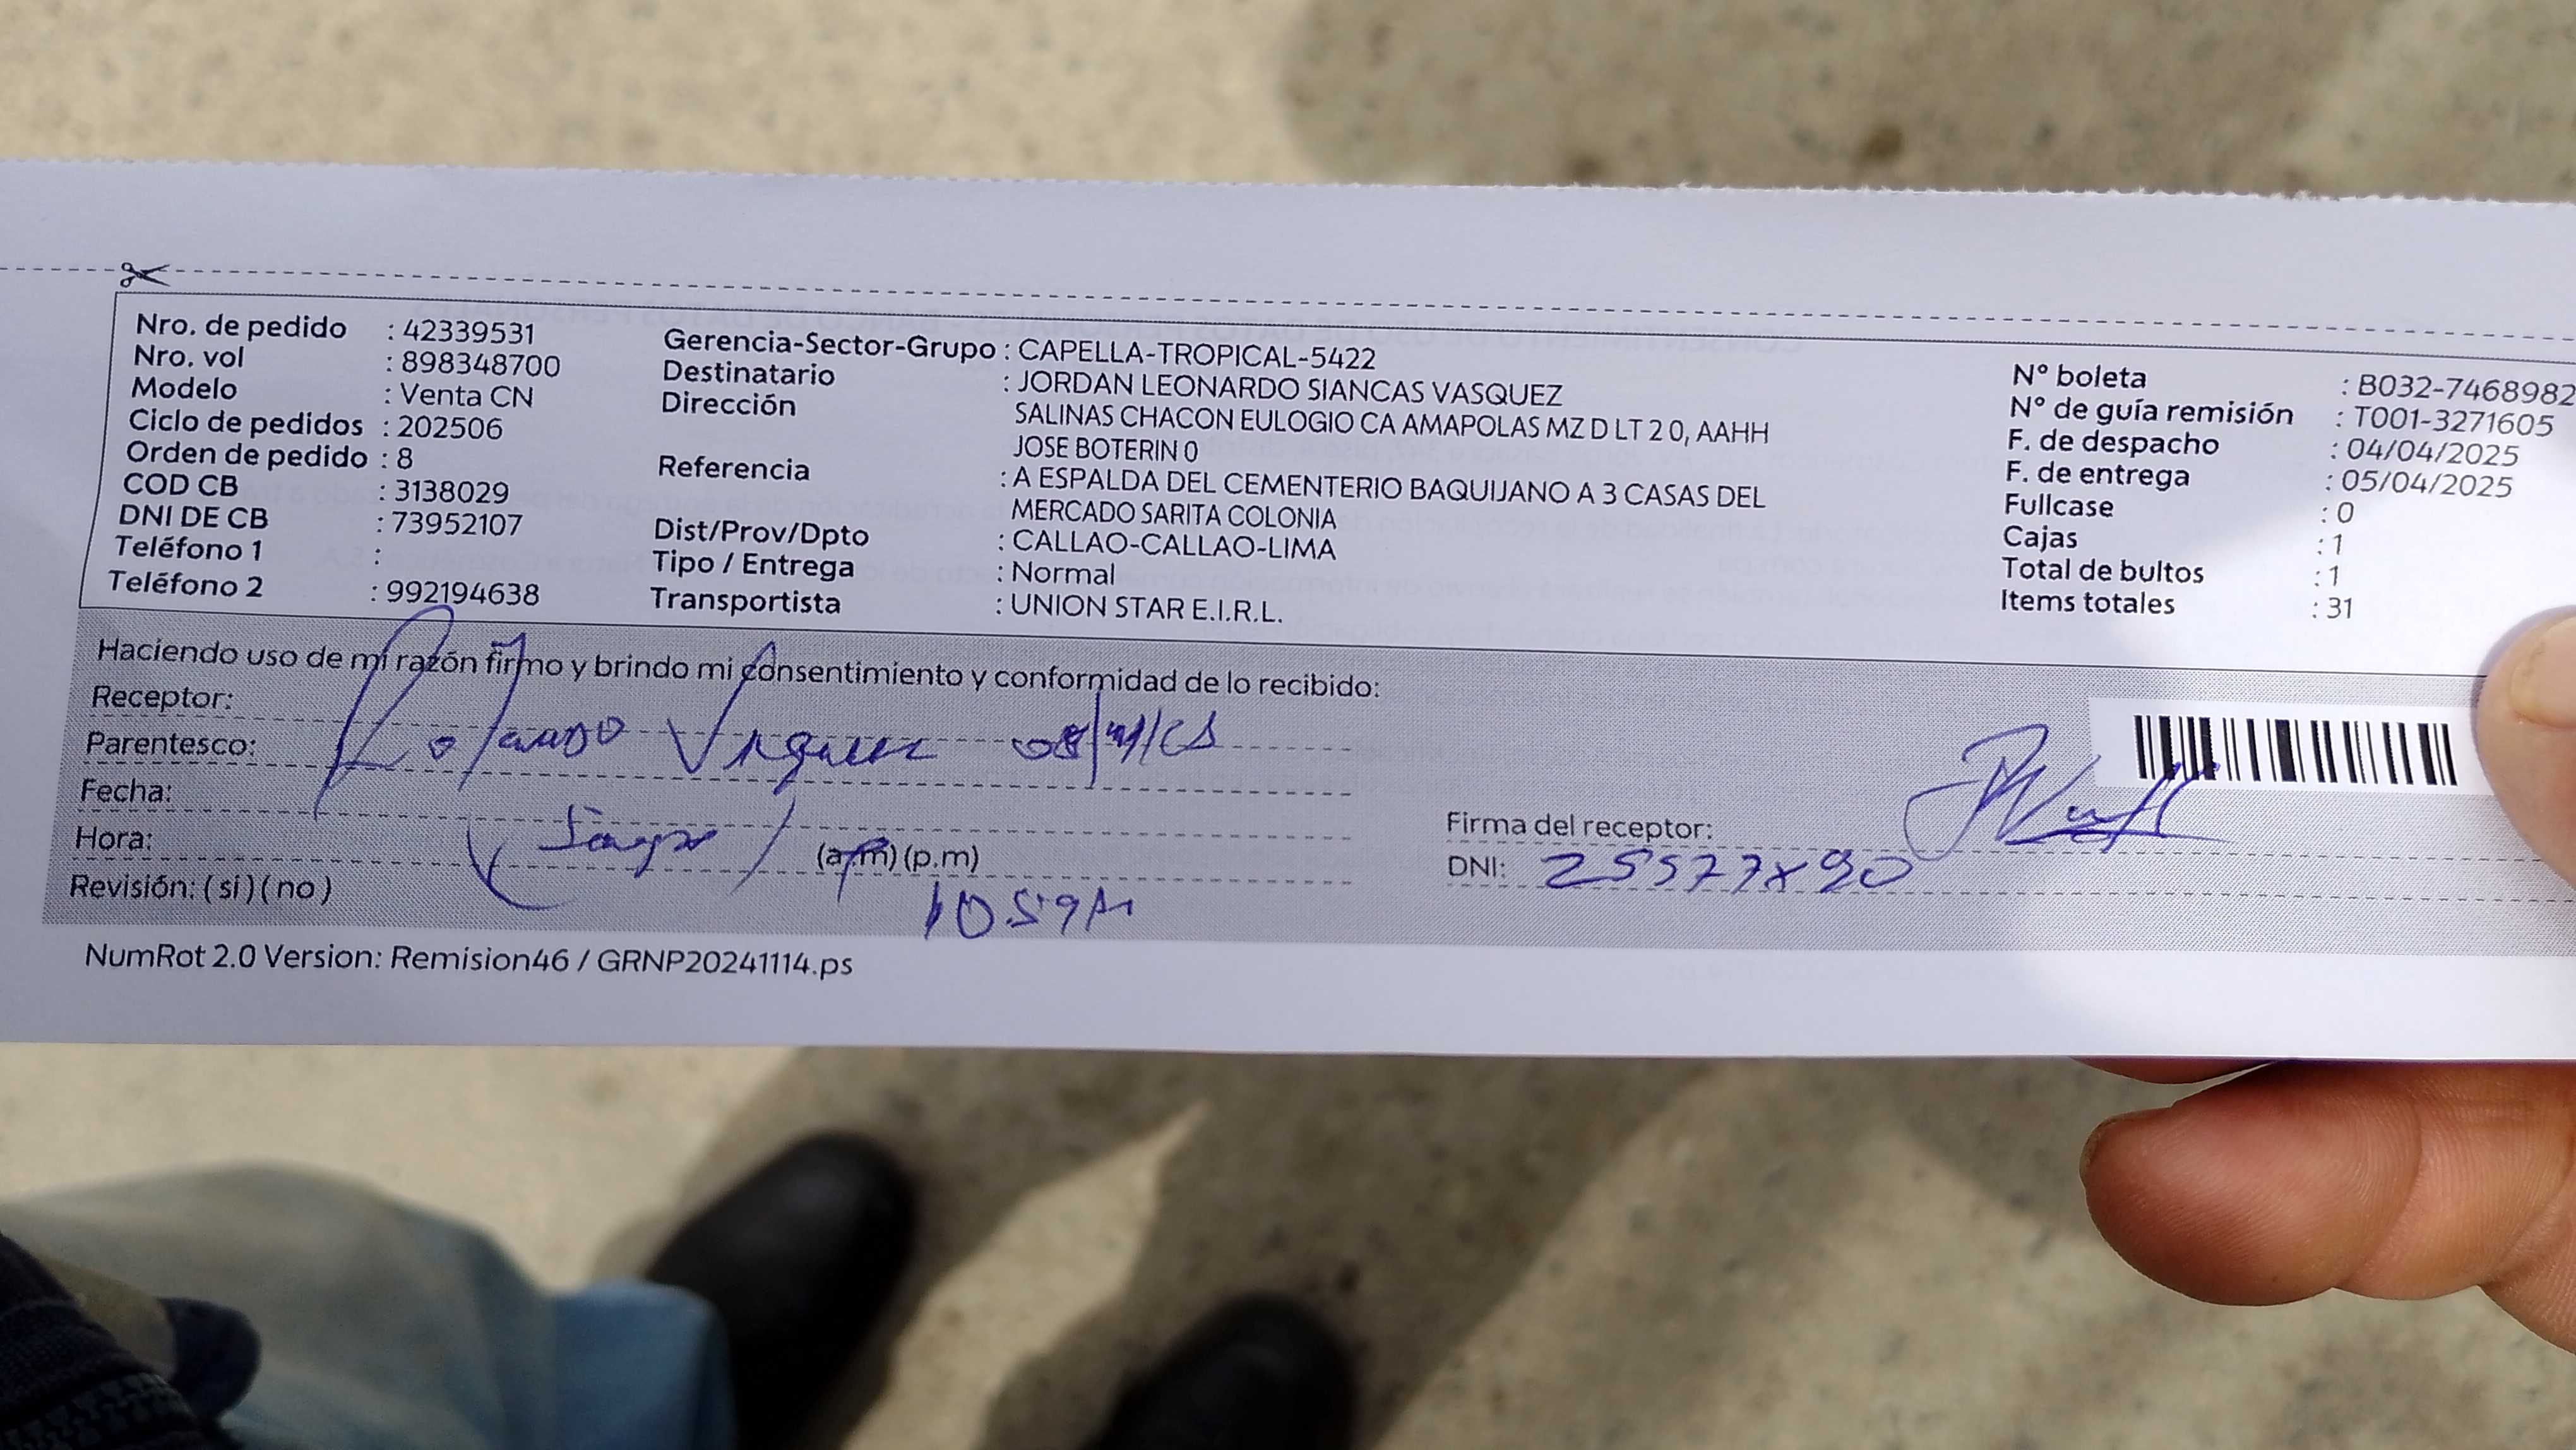 Nro. de pedido : 42339531
Nro. vol : 898348700
Modelo : Venta CN
Ciclo de pedidos : 202506
Orden de pedido : 8
COD CB : 3138029
DNI DE CB : 73952107
Teléfono 1 :
Teléfono 2 : 992194638
Gerencia-Sector-Grupo : CAPELLA-TROPICAL-5422
Destinatario : JORDAN LEONARDO SIANCAS VASQUEZ
Dirección SALINAS CHACON EULOGIO CA AMAPOLAS MZ D LT 2 0, AAHH
JOSE BOTERIN 0
Referencia : A ESPALDA DEL CEMENTERIO BAQUIJANO A 3 CASAS DEL
MERCADO SARITA COLONIA
Dist/Prov/Dpto : CALLAO-CALLAO-LIMA
Tipo / Entrega : Normal
Transportista : UNION STAR E.I.R.L.
N° boleta : B032-7468982
N° de guía remisión : T001-3271605
F. de despacho : 04/04/2025
F. de entrega : 05/04/2025
Fullcase : 0
Cajas : 1
Total de bultos : 1
Items totales : 31
Haciendo uso de mi razón firmo y brindo mi consentimiento y conformidad de lo recibido:
Receptor:
Parentesco:
Fecha:
Hora: (a.m) (p.m)
Revisión: ( si ) ( no )
Firma del receptor:
DNI:
NumRot 2.0 Version: Remision46 / GRNP20241114.ps